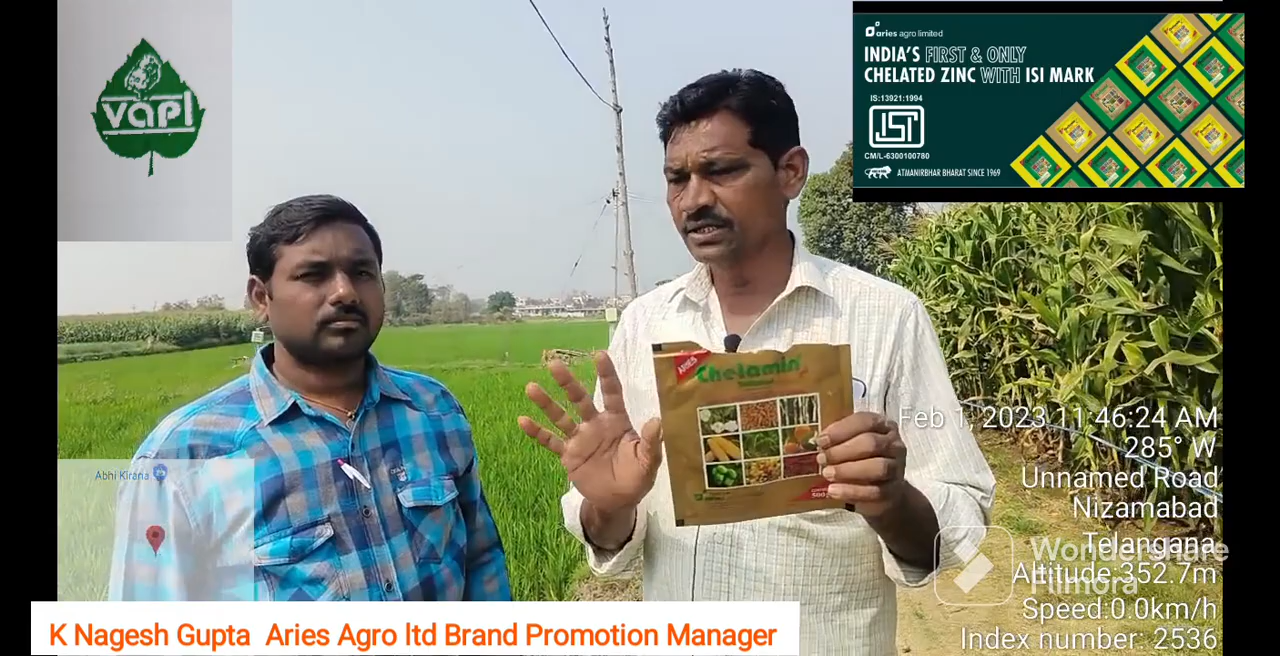 vapl
aries agro limited
INDIA'S FIRST & ONLY
CHELATED ZINC WITH ISI MARK
IS:13921:1994
ISI
CM/L-6300100780
ATMANIRBHAR BHARAT SINCE 1969
ARIES
Chelamin
Feb 1, 2023 11:46:24 AM
285° W
Unnamed Road
Nizamabad
Telangana
Altitude:352.7m
Speed:0.0km/h
Index number: 2536
Wondershare
Filmora
Abhi Kirana
K Nagesh Gupta Aries Agro ltd Brand Promotion Manager